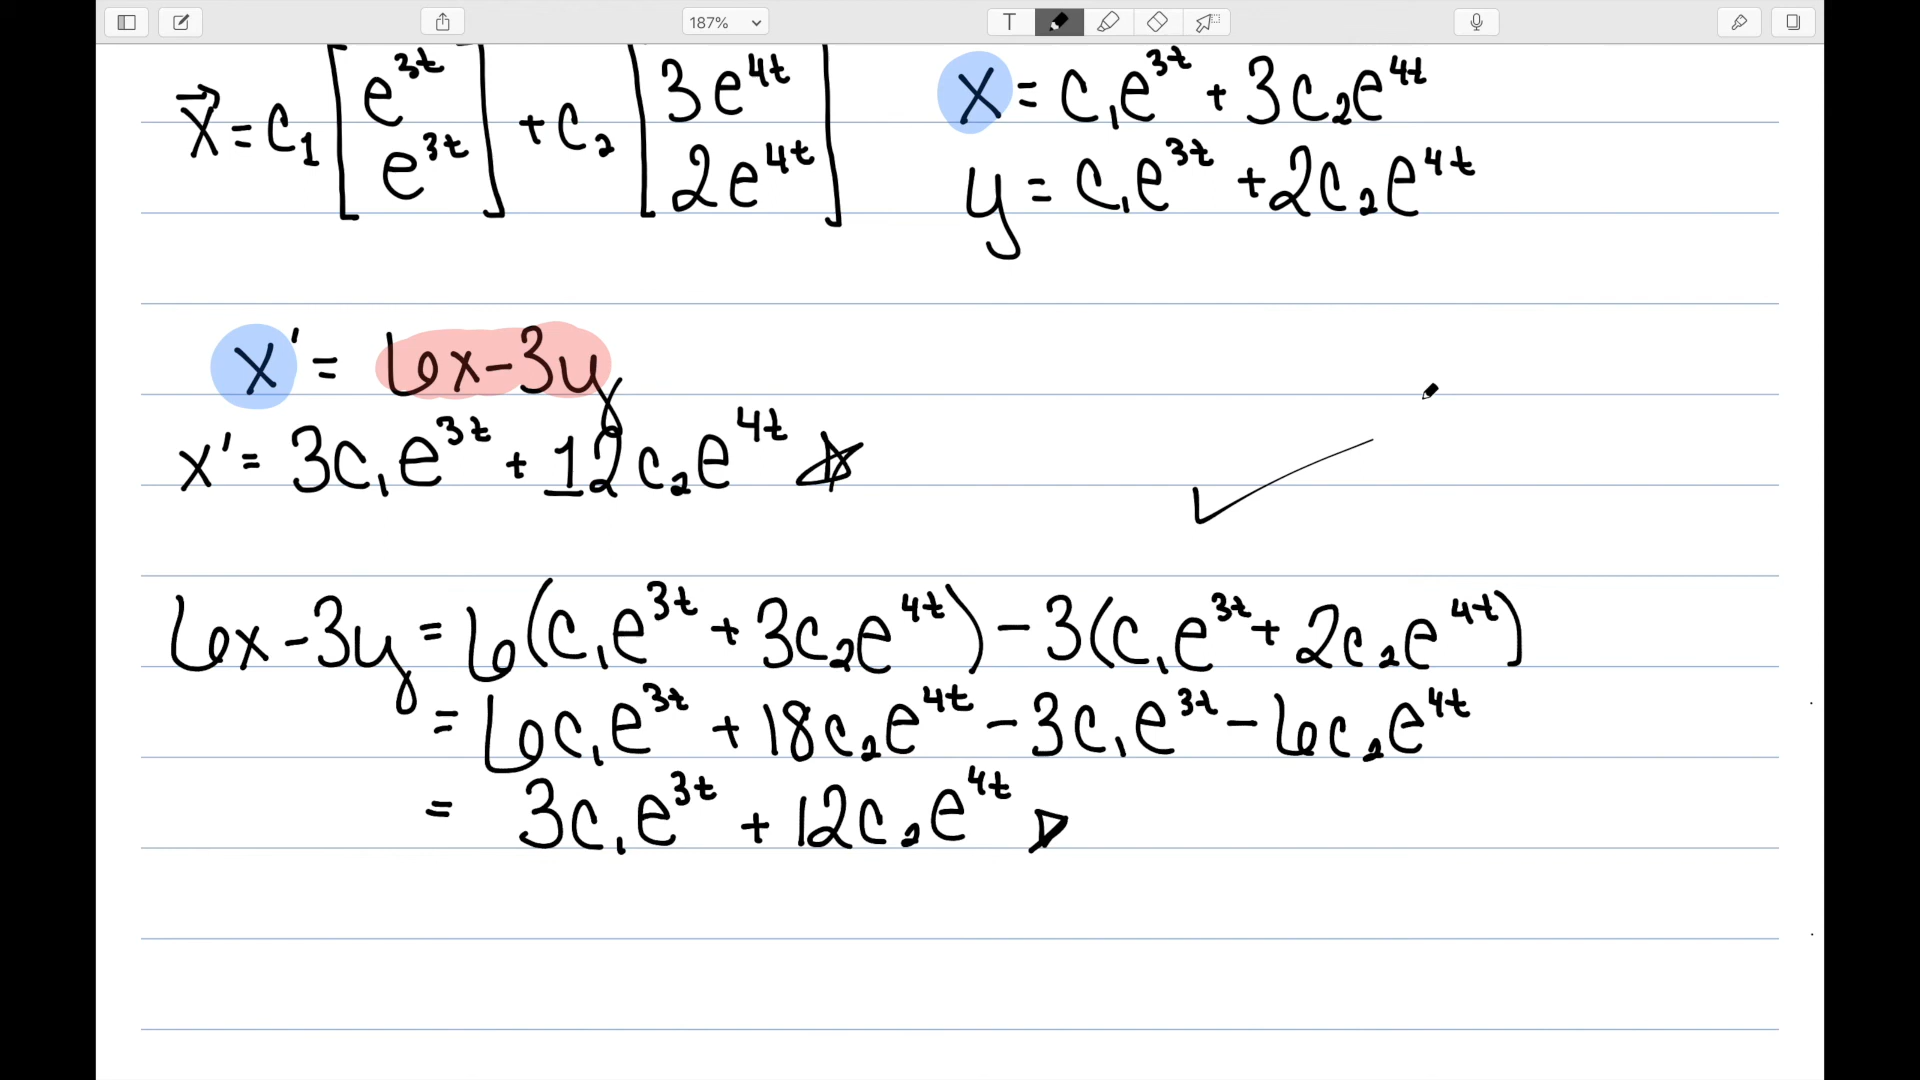 187%
T
x⃗ = c₁ [e^{3t} e^{3t}] + c₂ [3e^{4t} 2e^{4t}]
x = c₁e^{3t} + 3c₂e^{4t}
y = c₁e^{3t} + 2c₂e^{4t}
x' = 6x - 3y
x' = 3c₁e^{3t} + 12c₂e^{4t} ☆
6x - 3y = 6(c₁e^{3t} + 3c₂e^{4t}) - 3(c₁e^{3t} + 2c₂e^{4t})
= 6c₁e^{3t} + 18c₂e^{4t} - 3c₁e^{3t} - 6c₂e^{4t}
= 3c₁e^{3t} + 12c₂e^{4t}